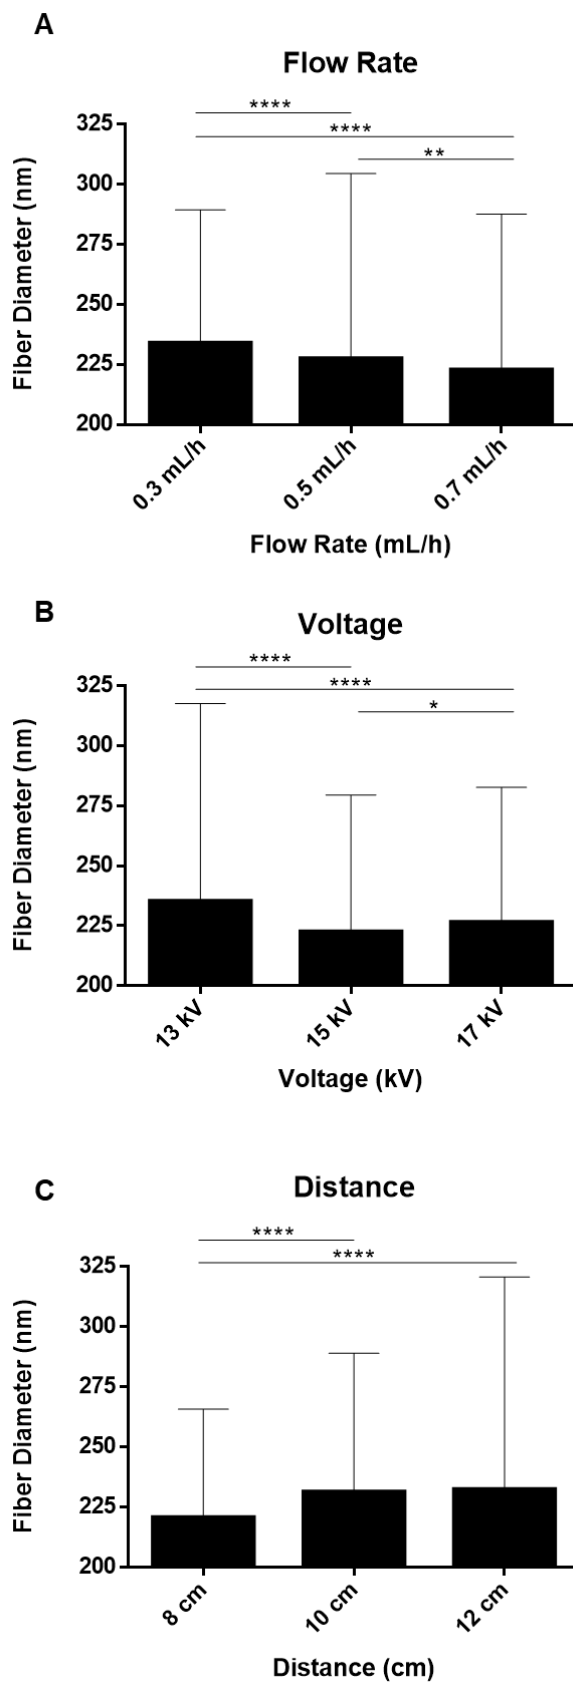 A
Flow Rate
****
****
**
Fiber Diameter (nm)
325
300
275
250
225
200
0.3 mL/h
0.5 mL/h
0.7 mL/h
Flow Rate (mL/h)
B
Voltage
****
****
*
Fiber Diameter (nm)
325
300
275
250
225
200
13 kV
15 kV
17 kV
Voltage (kV)
C
Distance
****
****
Fiber Diameter (nm)
325
300
275
250
225
200
8 cm
10 cm
12 cm
Distance (cm)